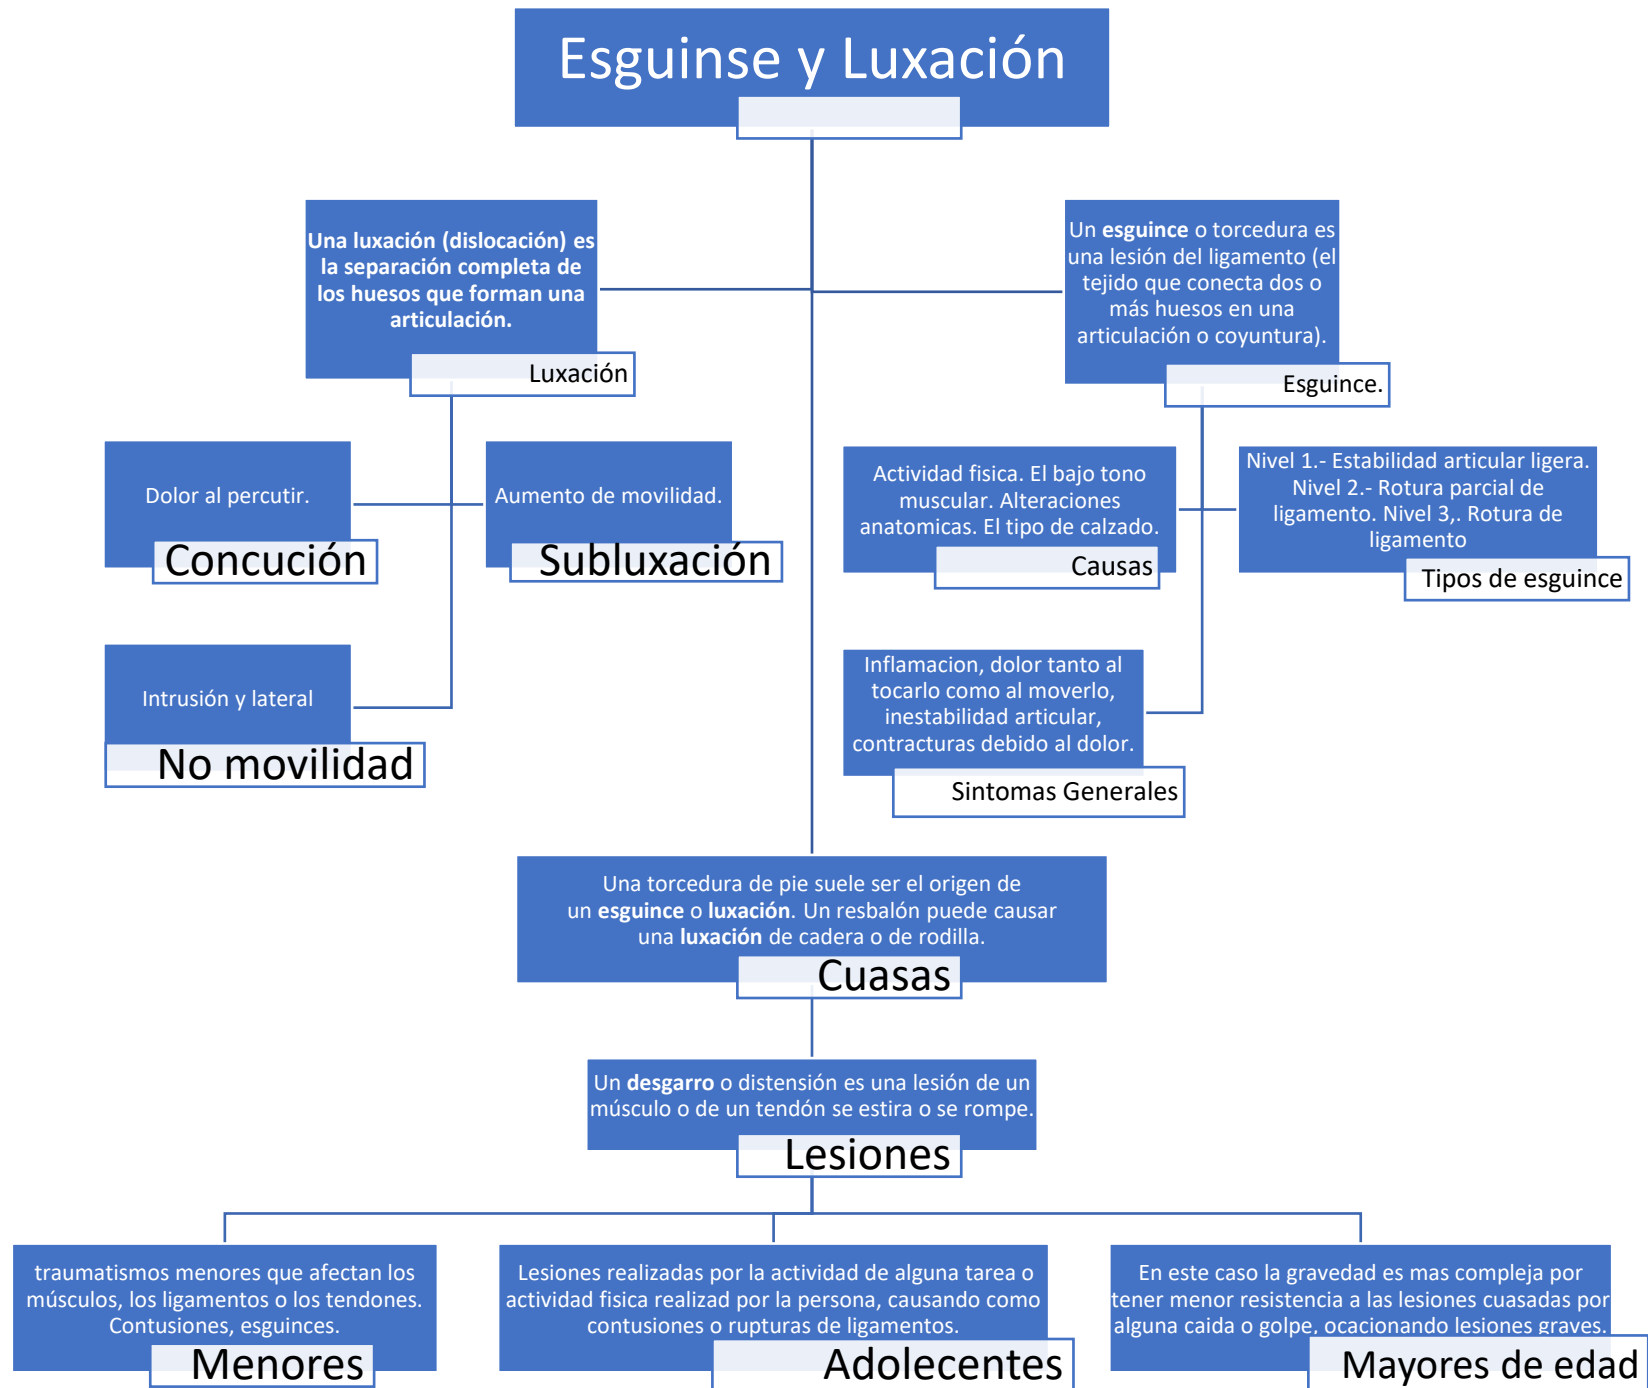 Esguinse y Luxación
Una luxación (dislocación) es
la separación completa de
los huesos que forman una
articulación.
Luxación
Un esguince o torcedura es
una lesión del ligamento (el
tejido que conecta dos o
más huesos en una
articulación o coyuntura).
Esguince.
Dolor al percutir.
Concución
Aumento de movilidad.
Subluxación
Actividad fisica. El bajo tono
muscular. Alteraciones
anatomicas. El tipo de calzado.
Causas
Nivel 1.- Estabilidad articular ligera.
Nivel 2.- Rotura parcial de
ligamento. Nivel 3,. Rotura de
ligamento
Tipos de esguince
Intrusión y lateral
No movilidad
Inflamacion, dolor tanto al
tocarlo como al moverlo,
inestabilidad articular,
contracturas debido al dolor.
Sintomas Generales
Una torcedura de pie suele ser el origen de
un esguince o luxación. Un resbalón puede causar
una luxación de cadera o de rodilla.
Cuasas
Un desgarro o distensión es una lesión de un
músculo o de un tendón se estira o se rompe.
Lesiones
traumatismos menores que afectan los
músculos, los ligamentos o los tendones.
Contusiones, esguinces.
Menores
Lesiones realizadas por la actividad de alguna tarea o
actividad fisica realizad por la persona, causando como
contusiones o rupturas de ligamentos.
Adolecentes
En este caso la gravedad es mas compleja por
tener menor resistencia a las lesiones cuasadas por
alguna caida o golpe, ocacionando lesiones graves.
Mayores de edad